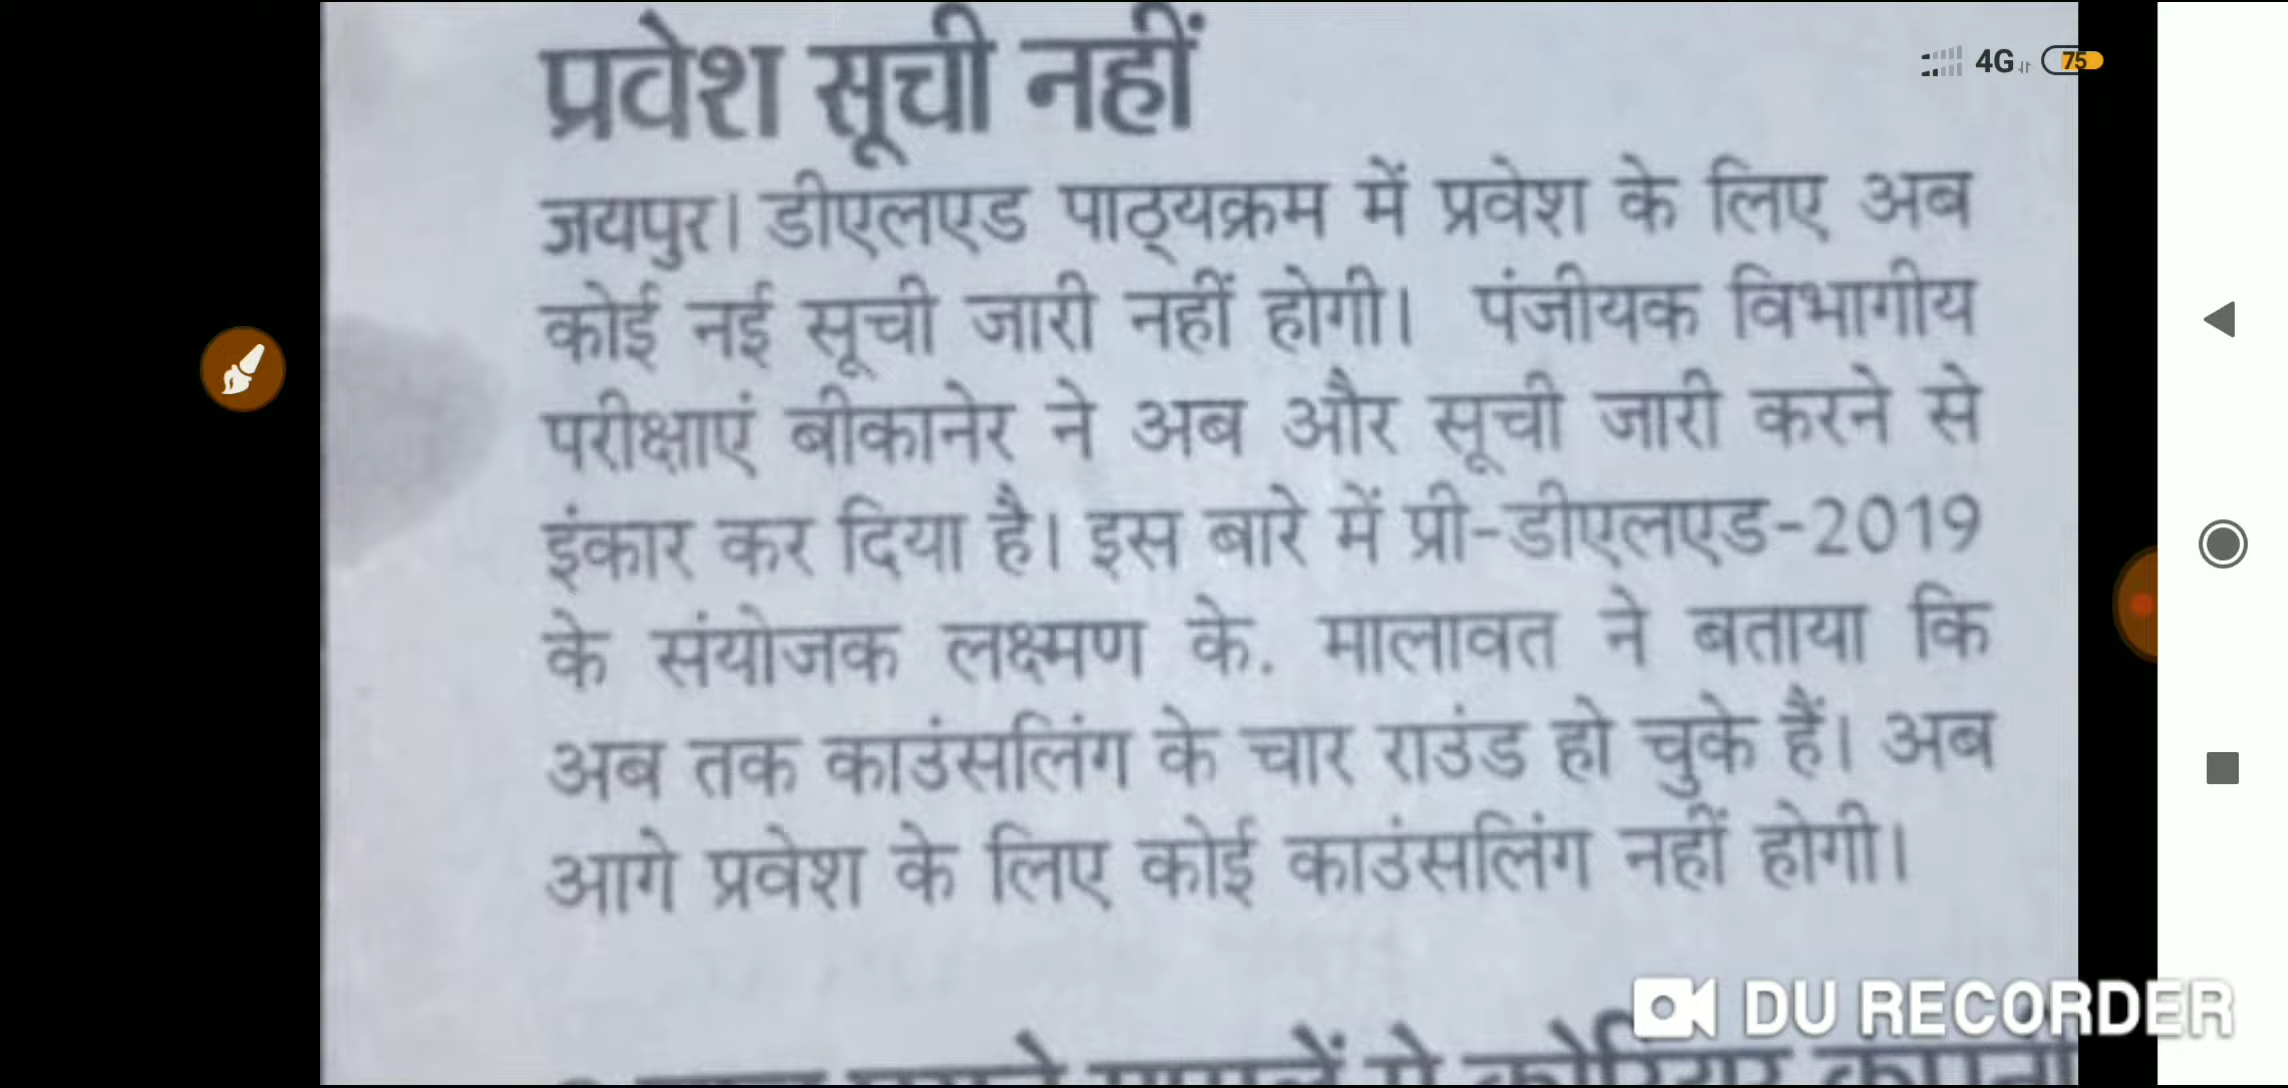 प्रवेश सूची नहीं
4G 75
जयपुर। डीएलएड पाठ्यक्रम में प्रवेश के लिए अब
कोई नई सूची जारी नहीं होगी। पंजीयक विभागीय
परीक्षाएं बीकानेर ने अब और सूची जारी करने से
इंकार कर दिया है। इस बारे में प्री-डीएलएड-2019
के संयोजक लक्ष्मण के. मालावत ने बताया कि
अब तक काउंसलिंग के चार राउंड हो चुके हैं। अब
आगे प्रवेश के लिए कोई काउंसलिंग नहीं होगी।
DU RECORDER